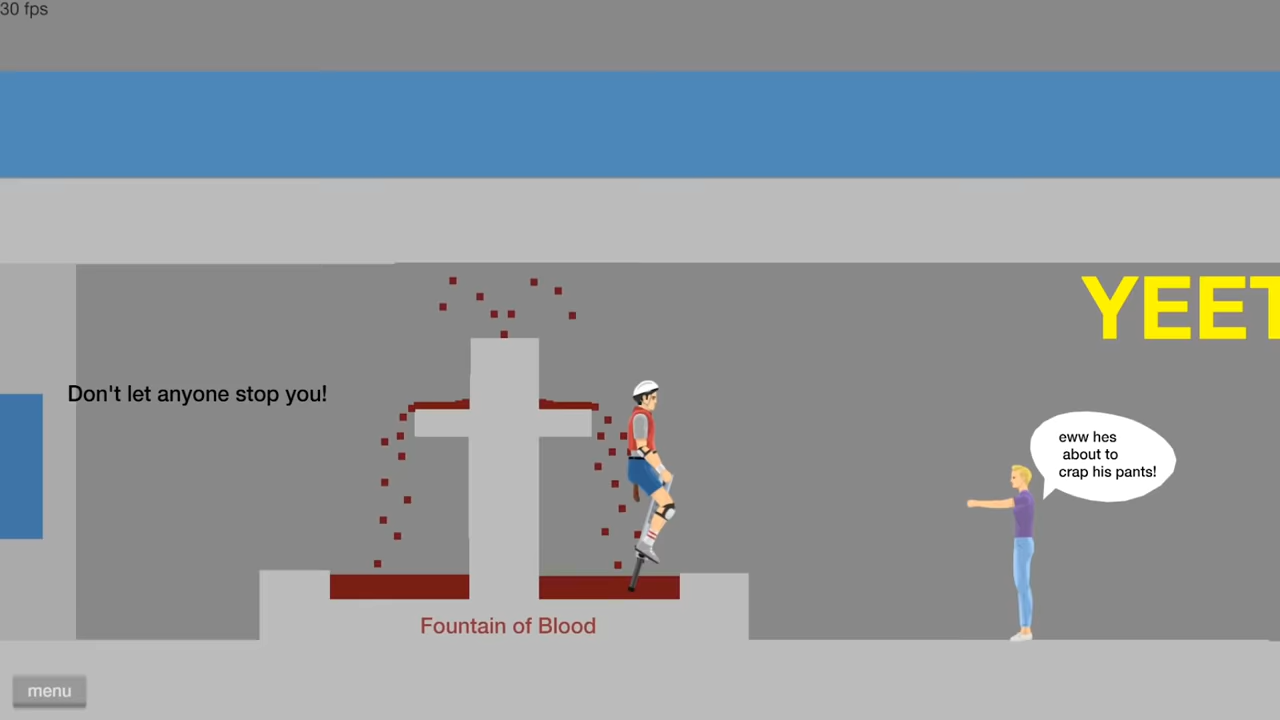 30 fps
YEET
Don't let anyone stop you!
eww hes
about to
crap his pants!
Fountain of Blood
menu